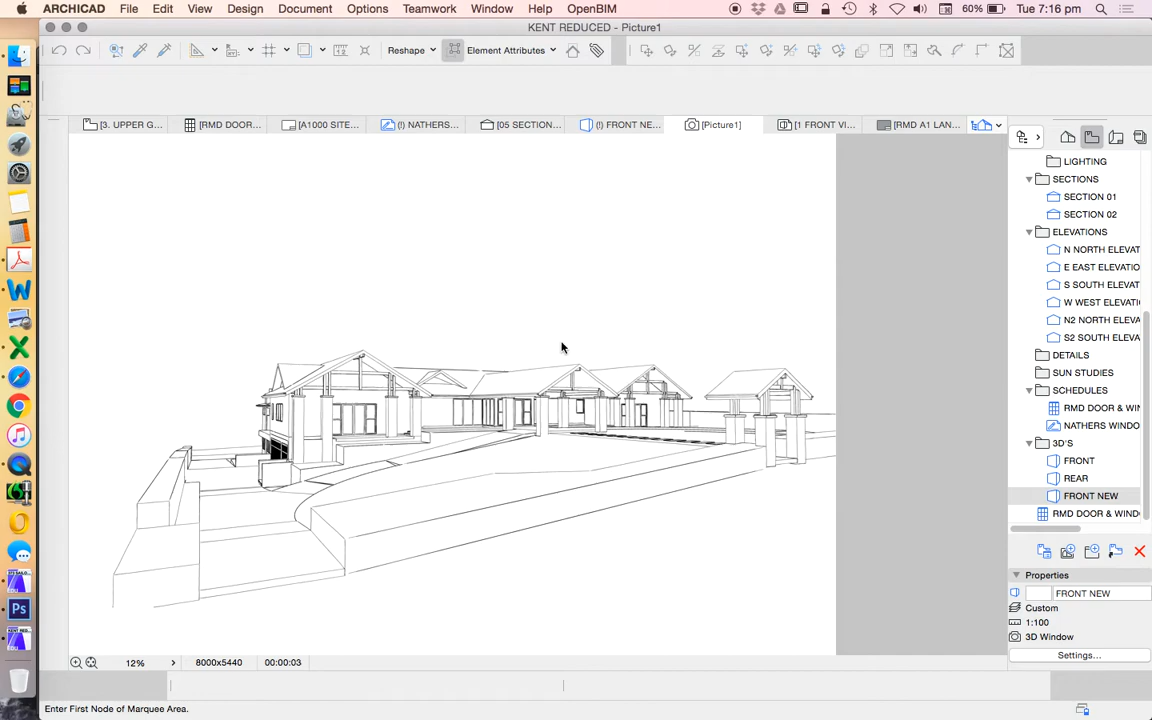 ARCHICAD File Edit View Design Document Options Teamwork Window Help OpenBIM 60% Tue 7:16 pm
KENT REDUCED - Picture1
Reshape Element Attributes
[3. UPPER G... [RMD DOOR... [A1000 SITE... (!) NATHERS... [05 SECTION... (!) FRONT NE... [Picture1] [1 FRONT VI... [RMD A1 LAN...
LIGHTING
SECTIONS
SECTION 01
SECTION 02
ELEVATIONS
N NORTH ELEVAT
E EAST ELEVATIO
S SOUTH ELEVAT
W WEST ELEVATI
N2 NORTH ELEVA
S2 SOUTH ELEVA
DETAILS
SUN STUDIES
SCHEDULES
RMD DOOR & WIN
NATHERS WINDO
3D'S
FRONT
REAR
FRONT NEW
RMD DOOR & WIND
Properties
FRONT NEW
Custom
1:100
3D Window
Settings...
12% 8000x5440 00:00:03
Enter First Node of Marquee Area.